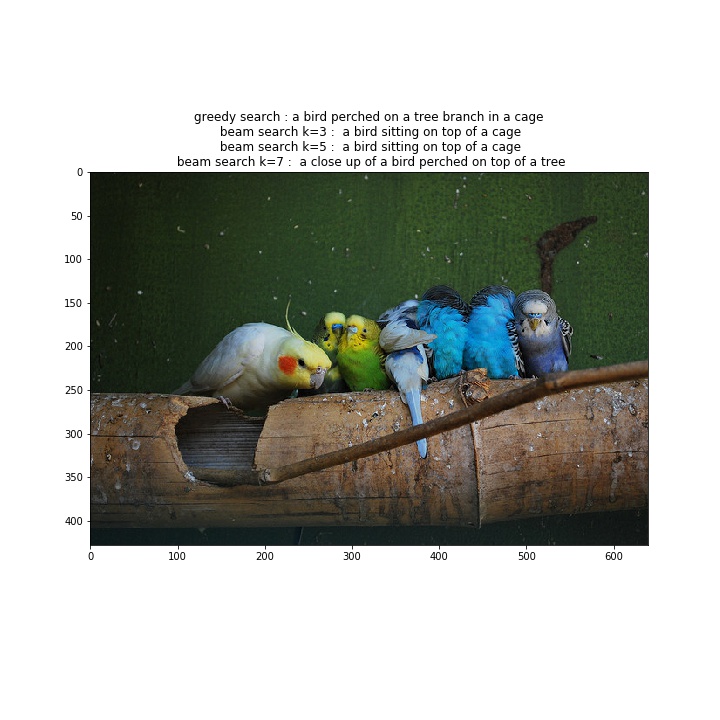 greedy search : a bird perched on a tree branch in a cage
beam search k=3 :  a bird sitting on top of a cage
beam search k=5 :  a bird sitting on top of a cage
beam search k=7 :  a close up of a bird perched on top of a tree
0
50
100
150
200
250
300
350
400
0 100 200 300 400 500 600